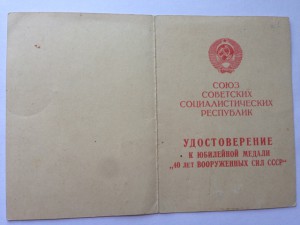 СОЮЗ
СОВЕТСКИХ
СОЦИАЛИСТИЧЕСКИХ
РЕСПУБЛИК
УДОСТОВЕРЕНИЕ
К ЮБИЛЕЙНОЙ МЕДАЛИ
„40 ЛЕТ ВООРУЖЕННЫХ СИЛ СССР“